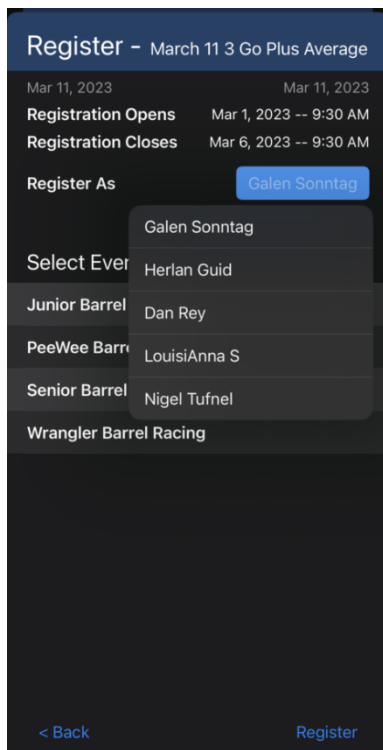 Register - March 11 3 Go Plus Average
Mar 11, 2023 Mar 11, 2023
Registration Opens Mar 1, 2023 -- 9:30 AM
Registration Closes Mar 6, 2023 -- 9:30 AM
Register As Galen Sonntag
Galen Sonntag
Herlan Guid
Dan Rey
LouisiAnna S
Nigel Tufnel
Select
Junior Barrel
PeeWee
Senior Barrel
Wrangler Barrel Racing
< Back Register